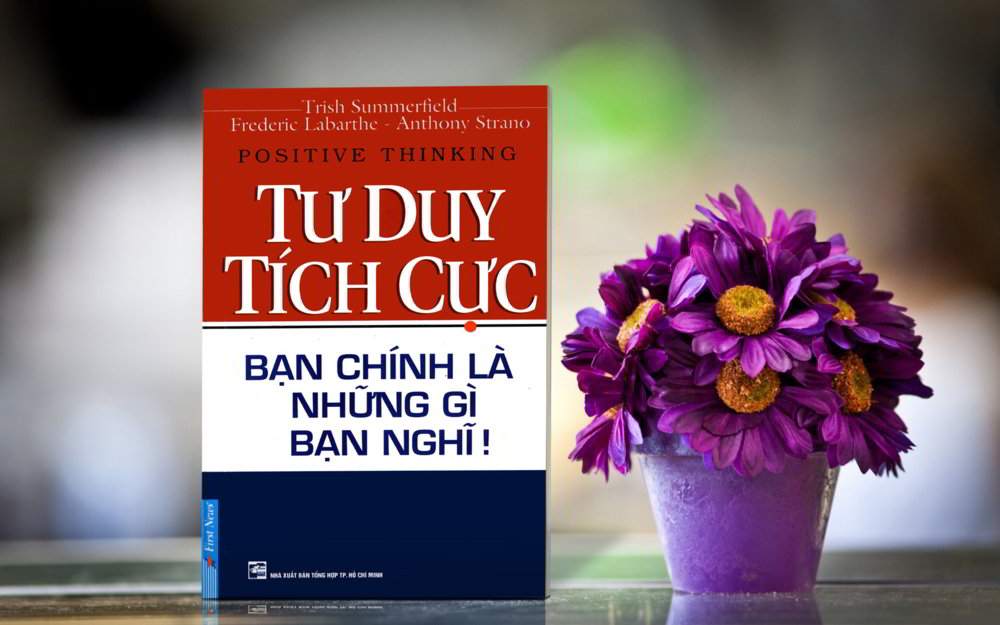 Trish Summerfield
Frederic Labarthe - Anthony Strano
POSITIVE THINKING
TƯ DUY
TÍCH CỰC
BẠN CHÍNH LÀ
NHỮNG GÌ
BẠN NGHĨ !
First News
NHÀ XUẤT BẢN TỔNG HỢP TP. HỒ CHÍ MINH